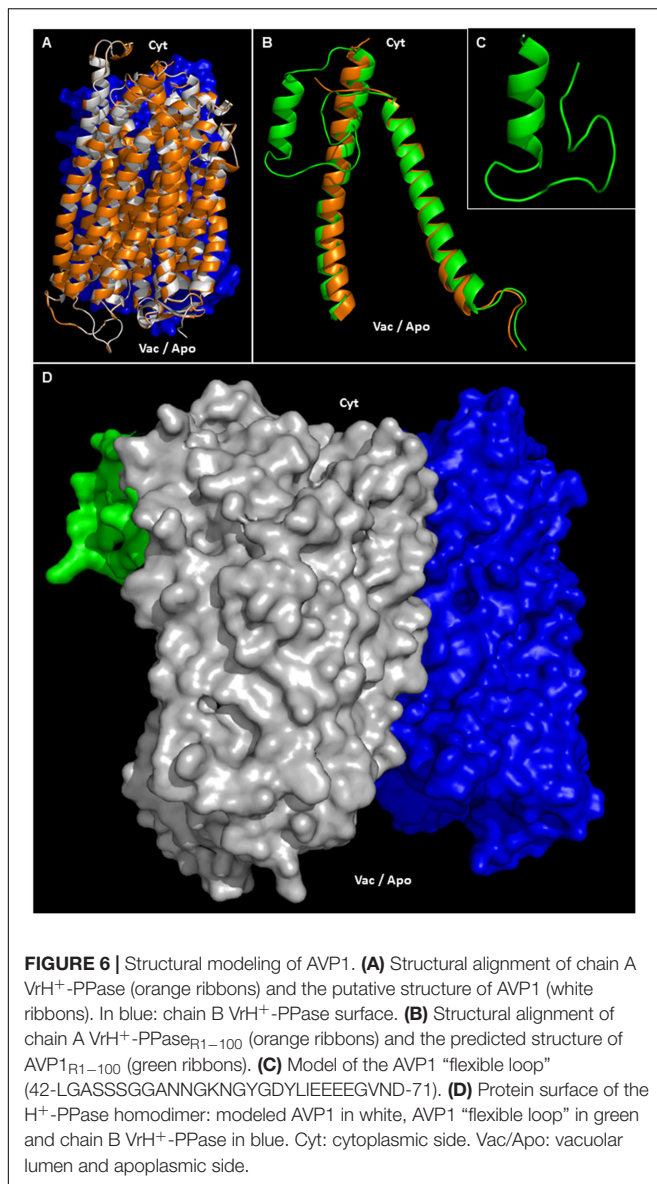 A
Cyt
Vac / Apo
B
Cyt
Vac / Apo
C
D
Cyt
Vac / Apo
FIGURE 6 | Structural modeling of AVP1. (A) Structural alignment of chain A
VrH⁺-PPase (orange ribbons) and the putative structure of AVP1 (white
ribbons). In blue: chain B VrH⁺-PPase surface. (B) Structural alignment of
chain A VrH⁺-PPaseR1–100 (orange ribbons) and the predicted structure of
AVP1R1–100 (green ribbons). (C) Model of the AVP1 “flexible loop”
(42-LGASSSGGANNGKNGYGDYLIEEEEGVND-71). (D) Protein surface of the
H⁺-PPase homodimer: modeled AVP1 in white, AVP1 “flexible loop” in green
and chain B VrH⁺-PPase in blue. Cyt: cytoplasmic side. Vac/Apo: vacuolar
lumen and apoplasmic side.